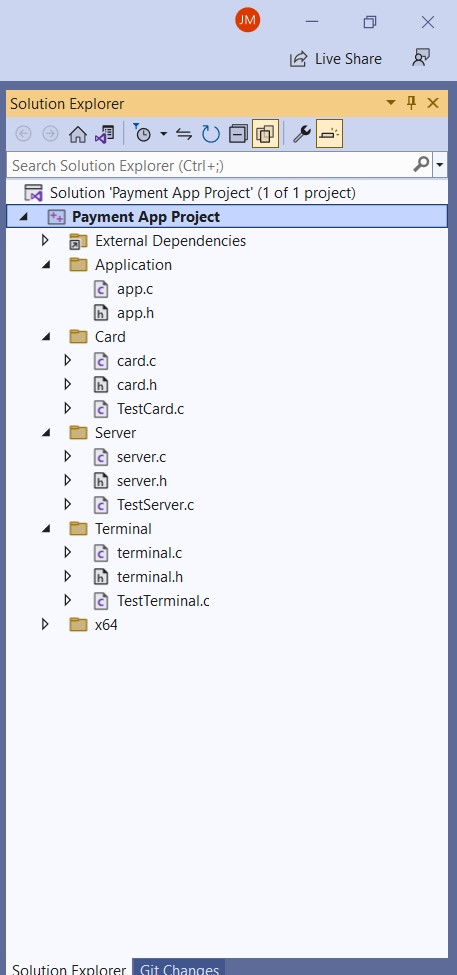 JM
Live Share
Solution Explorer
Search Solution Explorer (Ctrl+;)
Solution 'Payment App Project' (1 of 1 project)
Payment App Project
External Dependencies
Application
app.c
app.h
Card
card.c
card.h
TestCard.c
Server
server.c
server.h
TestServer.c
Terminal
terminal.c
terminal.h
TestTerminal.c
x64
Solution Explorer Git Changes